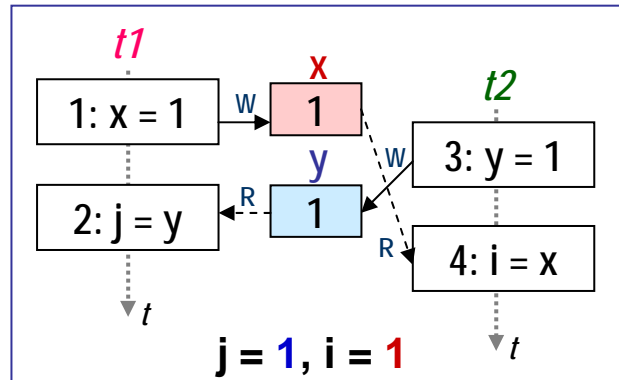 t1
x
t2
1: x = 1
W
1
W
3: y = 1
y
2: j = y
R
1
R
4: i = x
t
t
j = 1, i = 1